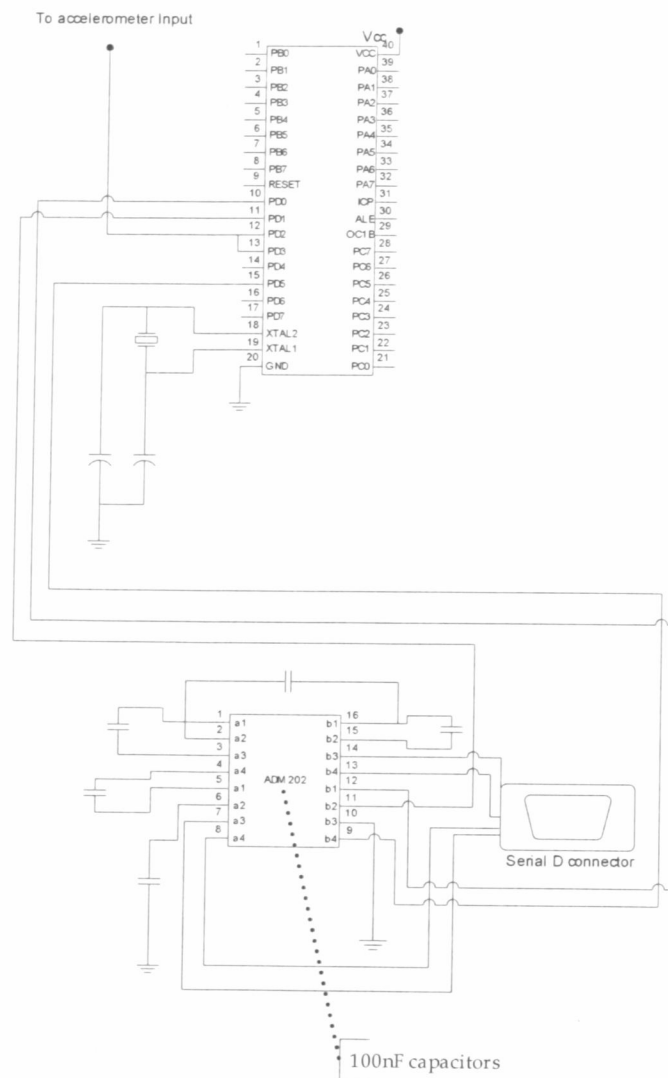 To accelerometer Input
Vcc
1 PB0 VCC 40
2 PB1 PA0 39
3 PB2 PA1 38
4 PB3 PA2 37
5 PB4 PA3 36
6 PB5 PA4 35
7 PB6 PA5 34
8 PB7 PA6 33
9 RESET PA7 32
10 PD0 IOP 31
11 PD1 ALE 30
12 PD2 OC1B 29
13 PD3 PC7 28
14 PD4 PC6 27
15 PD5 PC5 26
16 PD6 PC4 25
17 PD7 PC3 24
18 XTAL2 PC2 23
19 XTAL1 PC1 22
20 GND PC0 21
1 a1 b1 16
2 a2 b2 15
3 a3 b3 14
4 a4 b4 13
ADM 202
5 a1 b1 12
6 a2 b2 11
7 a3 b3 10
8 a4 b4 9
Serial D connector
100nF capacitors